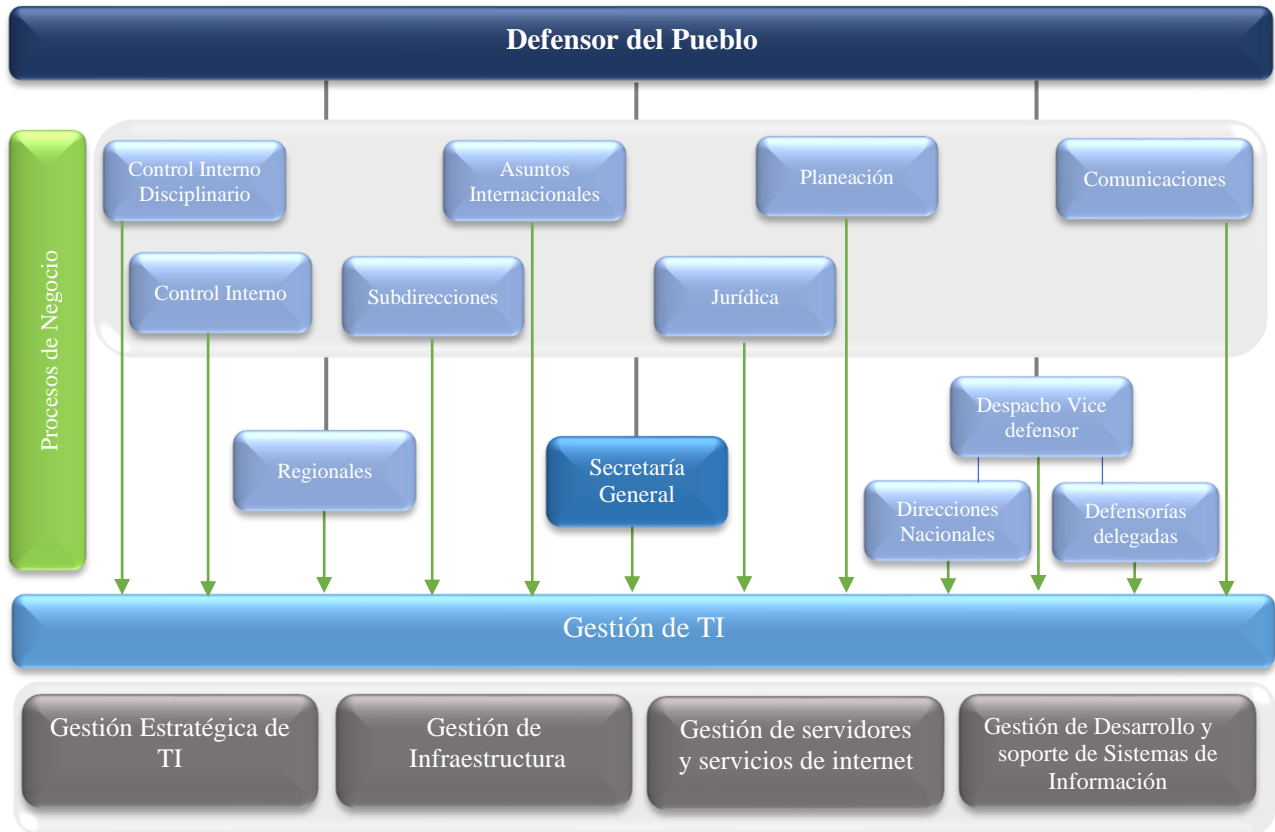 Defensor del Pueblo
Procesos de Negocio
Control Interno
Disciplinario
Asuntos
Internacionales
Planeación
Comunicaciones
Control Interno
Subdirecciones
Jurídica
Regionales
Secretaría
General
Despacho Vice
defensor
Direcciones
Nacionales
Defensorías
delegadas
Gestión de TI
Gestión Estratégica de
TI
Gestión de
Infraestructura
Gestión de servidores
y servicios de internet
Gestión de Desarrollo y
soporte de Sistemas de
Información